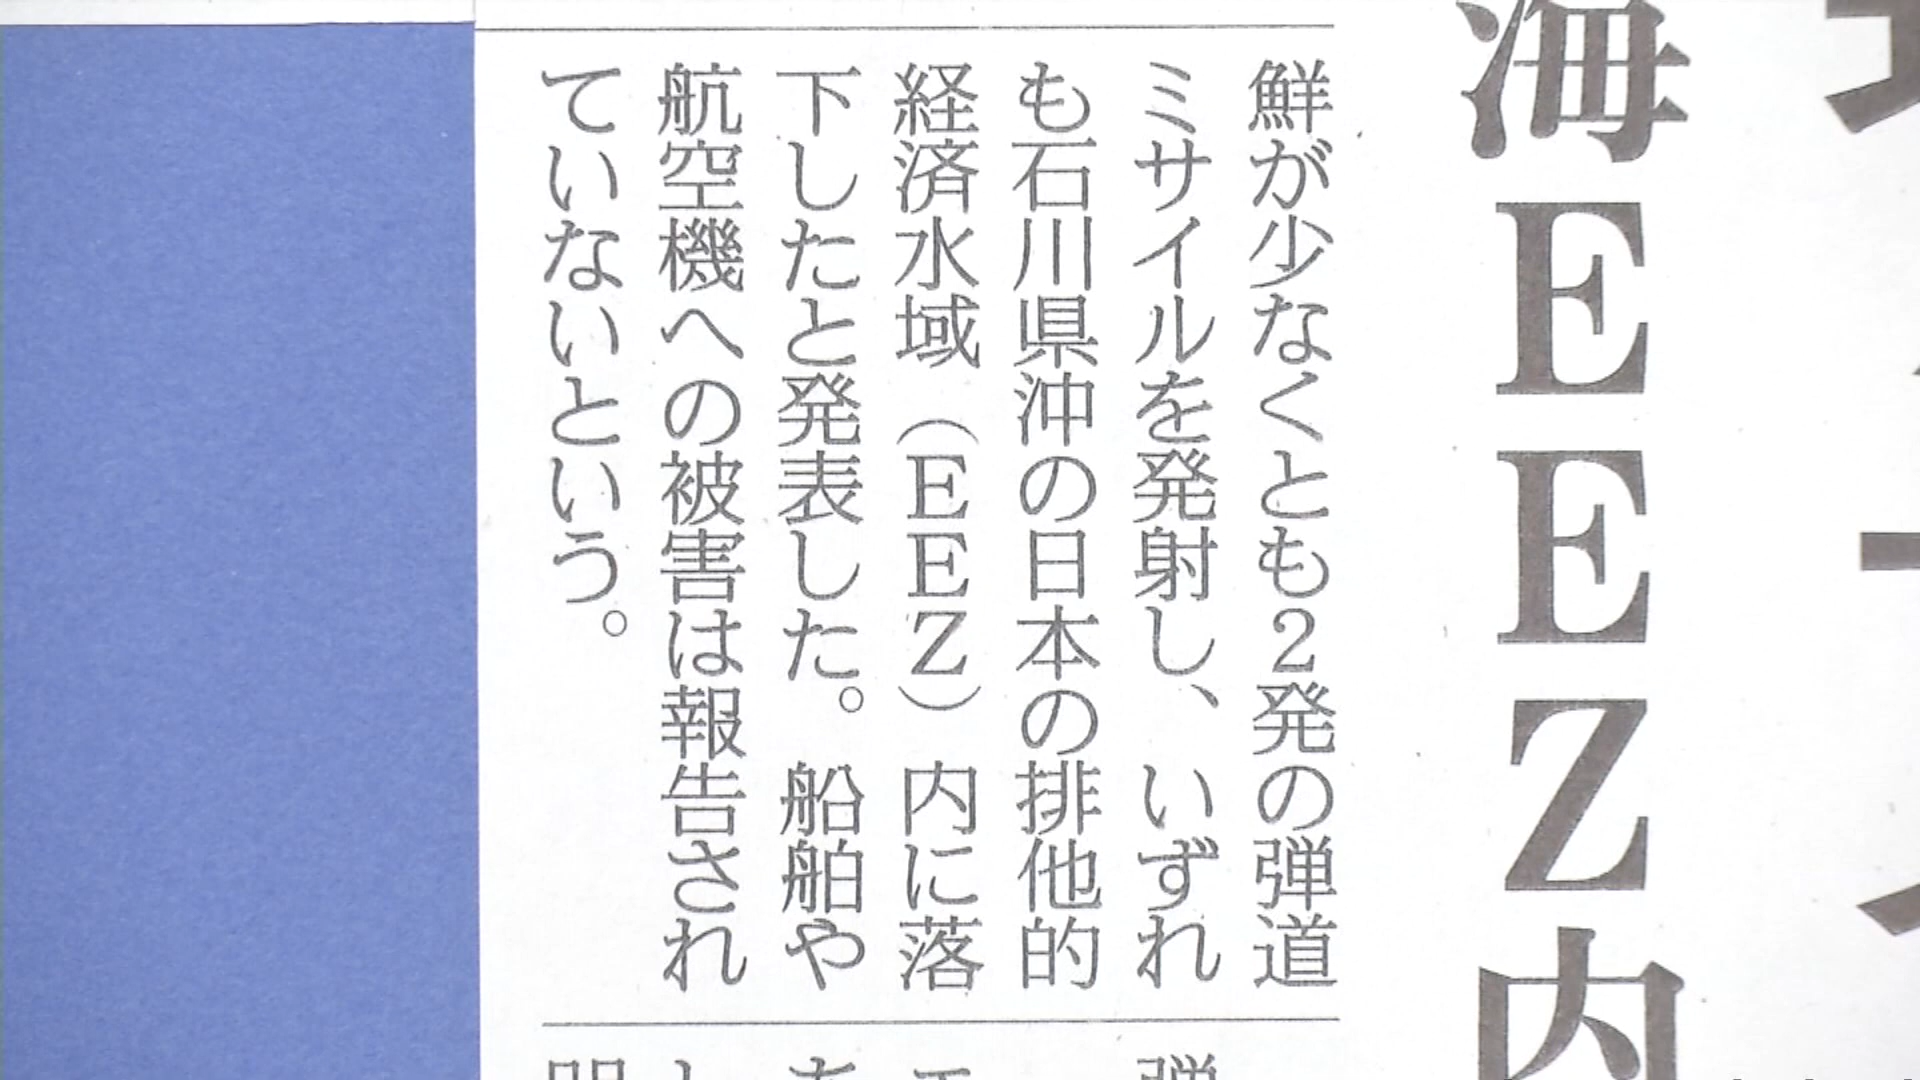 海EEZ内
鮮が少なくとも2発の弾道
ミサイルを発射し、いずれ
も石川県沖の日本の排他的
経済水域（EEZ）内に落
下したと発表した。船舶や
航空機への被害は報告され
ていないという。